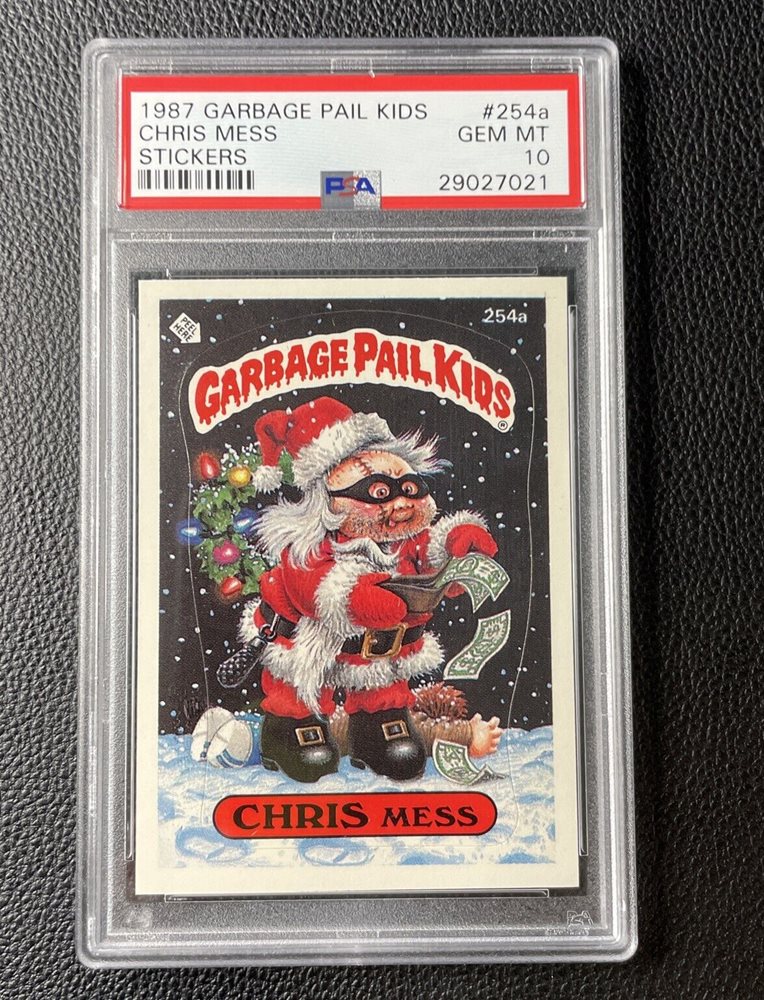 1987 GARBAGE PAIL KIDS #254a
CHRIS MESS GEM MT
STICKERS 10
PSA 29027021
PEEL HERE
254a
GARBAGE PAIL KIDS ®
CHRIS MESS